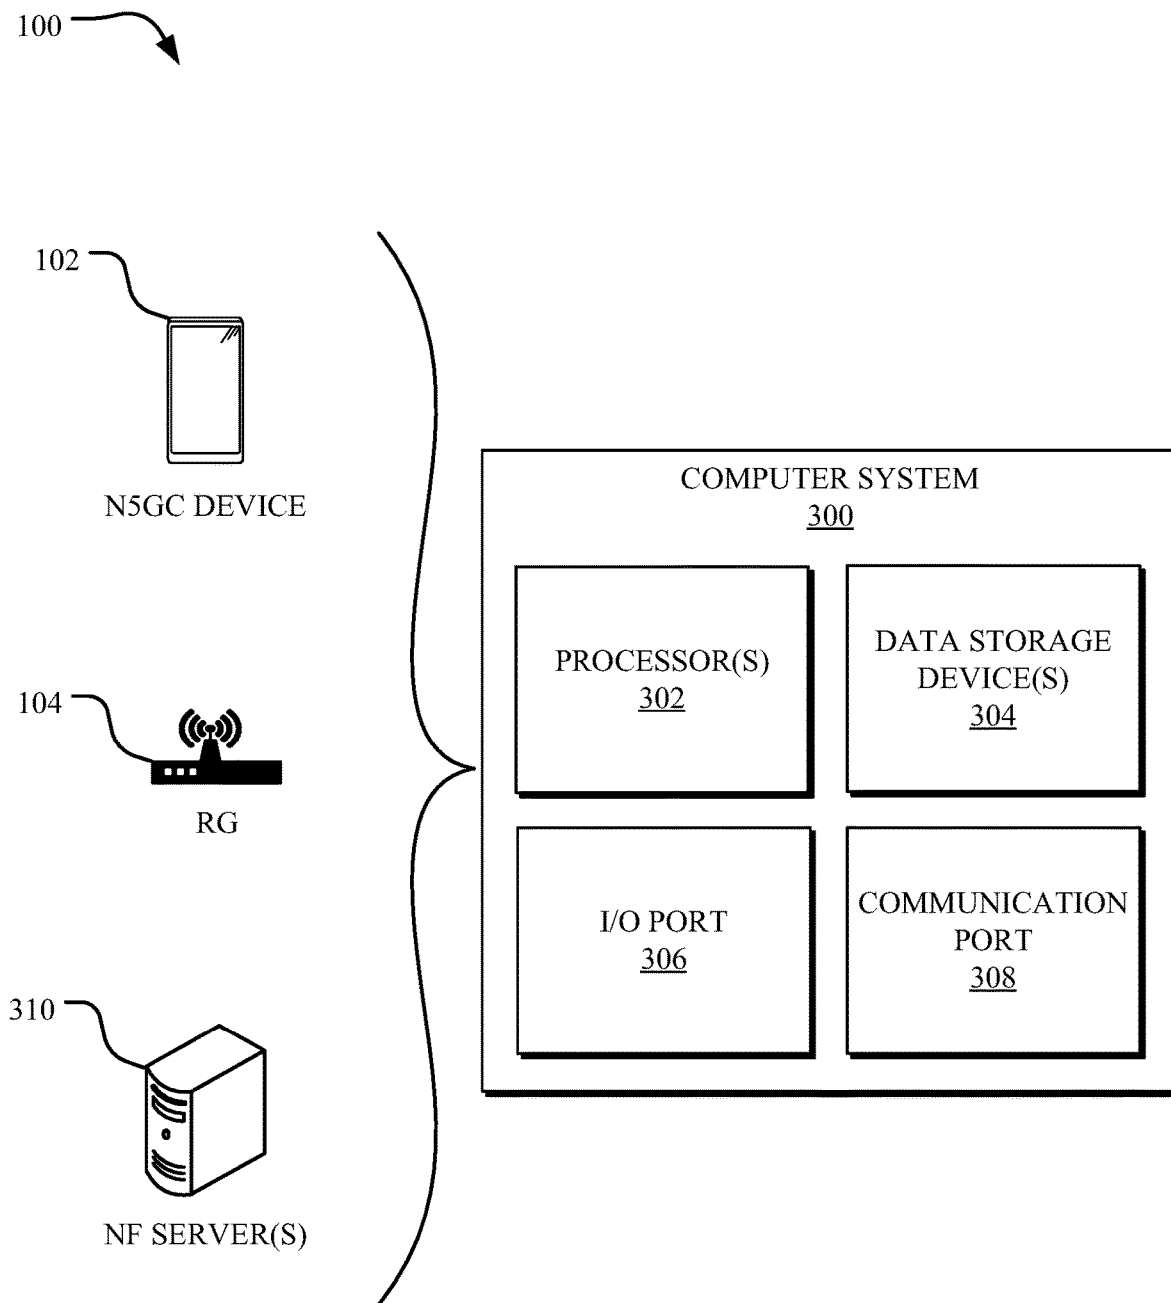 100
102
N5GC DEVICE
104
RG
310
NF SERVER(S)
COMPUTER SYSTEM
300
PROCESSOR(S)
302
DATA STORAGE
DEVICE(S)
304
I/O PORT
306
COMMUNICATION
PORT
308